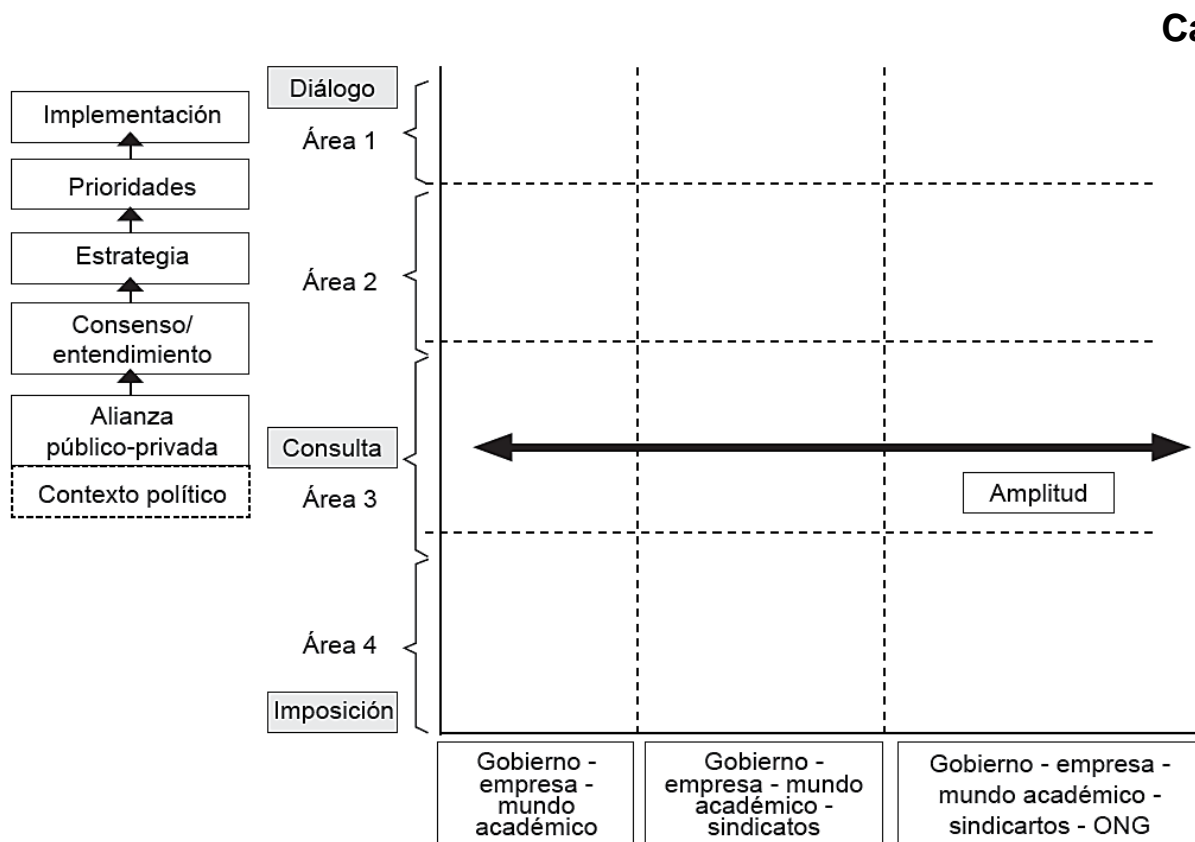 Ca
Implementación
Prioridades
Estrategia
Consenso/
entendimiento
Alianza
público-privada
Contexto político
Diálogo
Área 1
Área 2
Consulta
Área 3
Área 4
Imposición
Amplitud
Gobierno -
empresa -
mundo
académico
Gobierno -
empresa - mundo
académico -
sindicatos
Gobierno - empresa -
mundo académico -
sindicartos - ONG